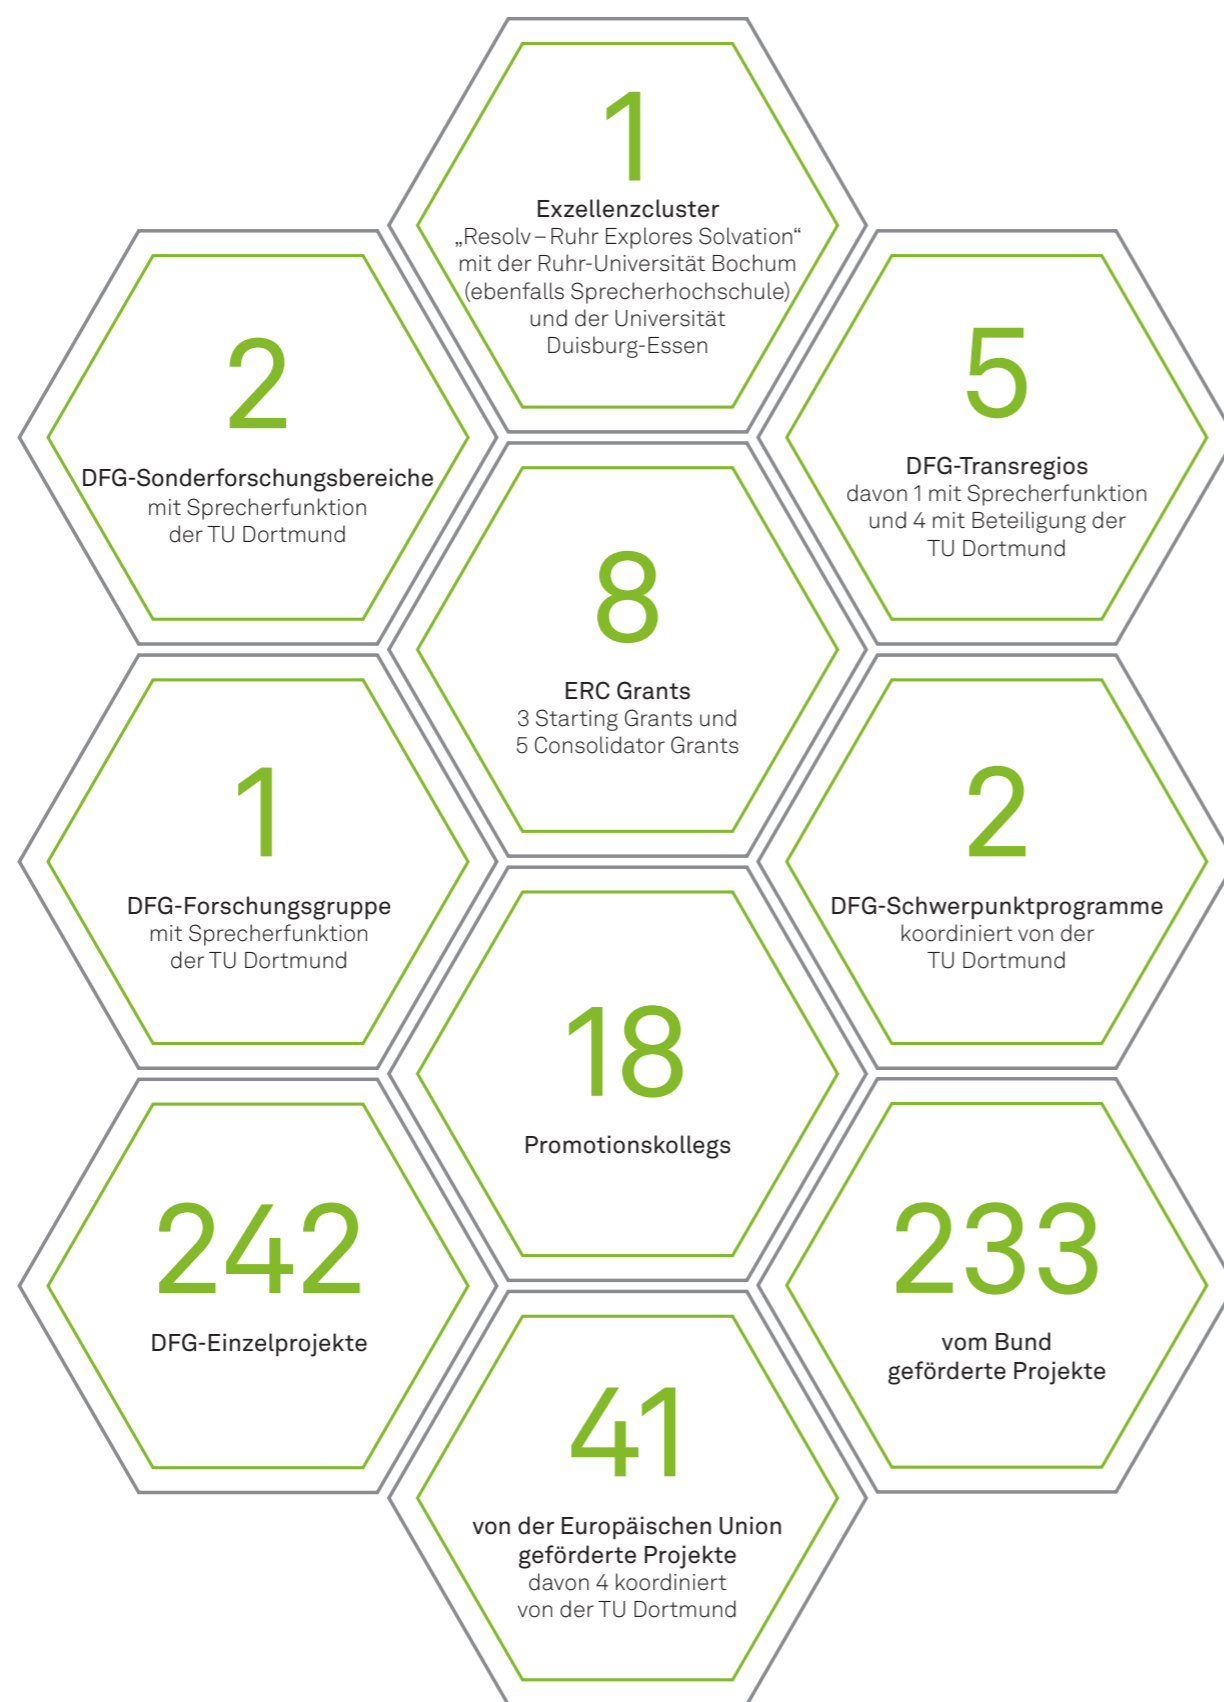 1
Exzellenzcluster
„Resolv – Ruhr Explores Solvation“
mit der Ruhr-Universität Bochum
(ebenfalls Sprecherhochschule)
und der Universität
Duisburg-Essen
2
DFG-Sonderforschungsbereiche
mit Sprecherfunktion
der TU Dortmund
5
DFG-Transregios
davon 1 mit Sprecherfunktion
und 4 mit Beteiligung der
TU Dortmund
8
ERC Grants
3 Starting Grants und
5 Consolidator Grants
1
DFG-Forschungsgruppe
mit Sprecherfunktion
der TU Dortmund
2
DFG-Schwerpunktprogramme
koordiniert von der
TU Dortmund
18
Promotionskollegs
242
DFG-Einzelprojekte
233
vom Bund
geförderte Projekte
41
von der Europäischen Union
geförderte Projekte
davon 4 koordiniert
von der TU Dortmund